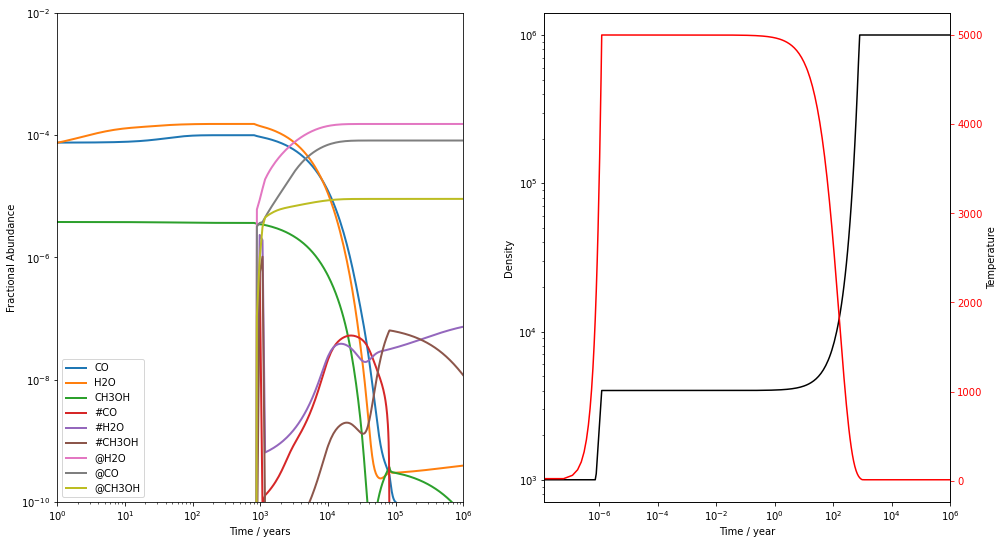 10^-2
10^-4
10^-6
10^-8
10^-10
Fractional Abundance
CO
H2O
CH3OH
#CO
#H2O
#CH3OH
@H2O
@CO
@CH3OH
10^0 10^1 10^2 10^3 10^4 10^5 10^6
Time / years
10^6
10^5
10^4
10^3
Density
10^-6 10^-4 10^-2 10^0 10^2 10^4 10^6
Time / year
5000
4000
3000
2000
1000
0
Temperature